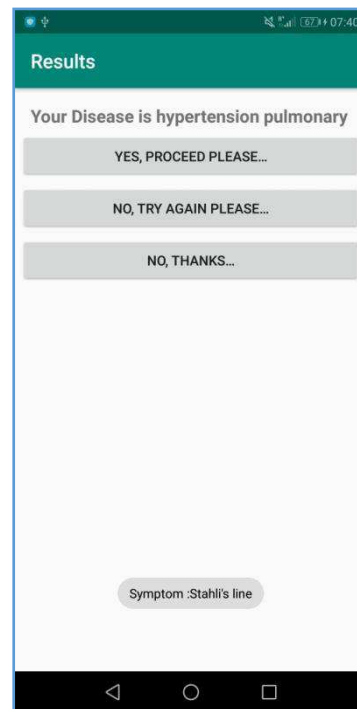 67 07:40
Results
Your Disease is hypertension pulmonary
YES, PROCEED PLEASE...
NO, TRY AGAIN PLEASE...
NO, THANKS...
Symptom :Stahli's line